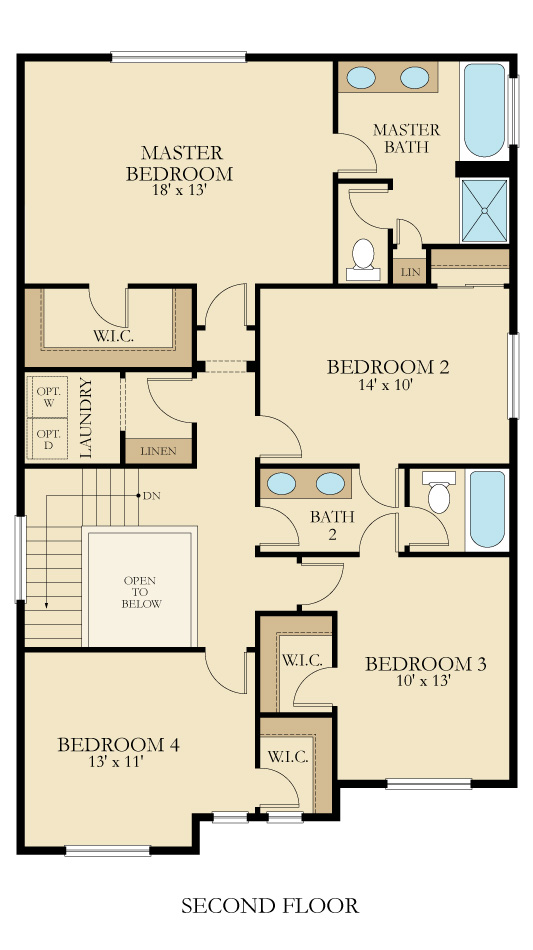 MASTER
BEDROOM
18' x 13'
MASTER
BATH
LIN
W.I.C.
BEDROOM 2
14' x 10'
OPT.
W
OPT.
D
LAUNDRY
LINEN
DN
BATH
2
OPEN
TO
BELOW
W.I.C.
BEDROOM 3
10' x 13'
BEDROOM 4
13' x 11'
W.I.C.
SECOND FLOOR